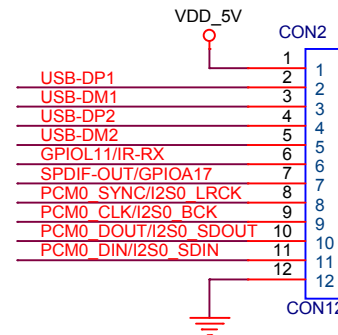 VDD_5V
CON2
1 1
USB-DP1 2 2
USB-DM1 3 3
USB-DP2 4 4
USB-DM2 5 5
GPIOL11/IR-RX 6 6
SPDIF-OUT/GPIOA17 7 7
PCM0_SYNC/I2S0_LRCK 8 8
PCM0_CLK/I2S0_BCK 9 9
PCM0_DOUT/I2S0_SDOUT 10 10
PCM0_DIN/I2S0_SDIN 11 11
12 12
CON12